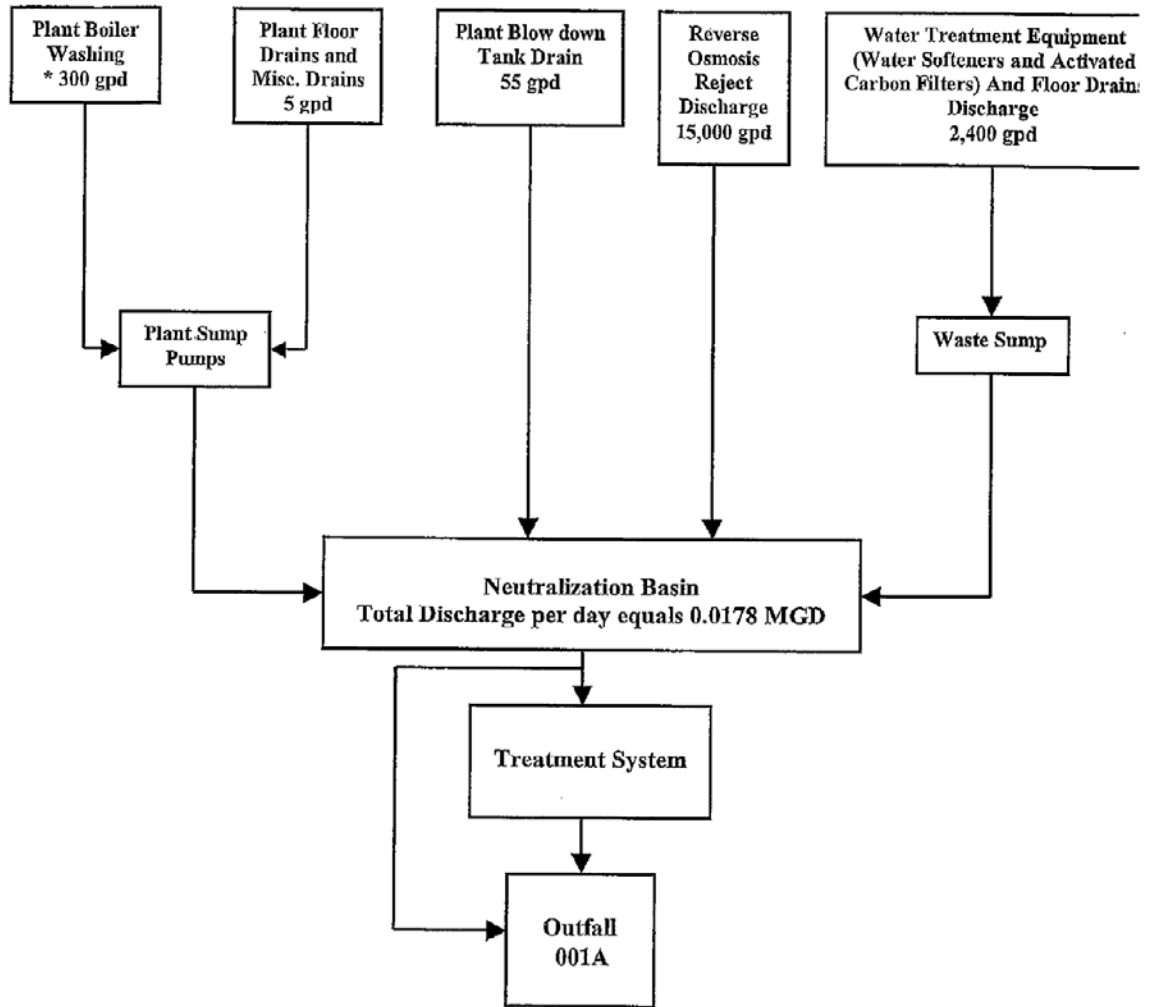 Plant Boiler
Washing
* 300 gpd
Plant Floor
Drains and
Misc. Drains
5 gpd
Plant Blow down
Tank Drain
55 gpd
Reverse
Osmosis
Reject
Discharge
15,000 gpd
Water Treatment Equipment
(Water Softeners and Activated
Carbon Filters) And Floor Drains
Discharge
2,400 gpd
Plant Sump
Pumps
Waste Sump
Neutralization Basin
Total Discharge per day equals 0.0178 MGD
Treatment System
Outfall
001A